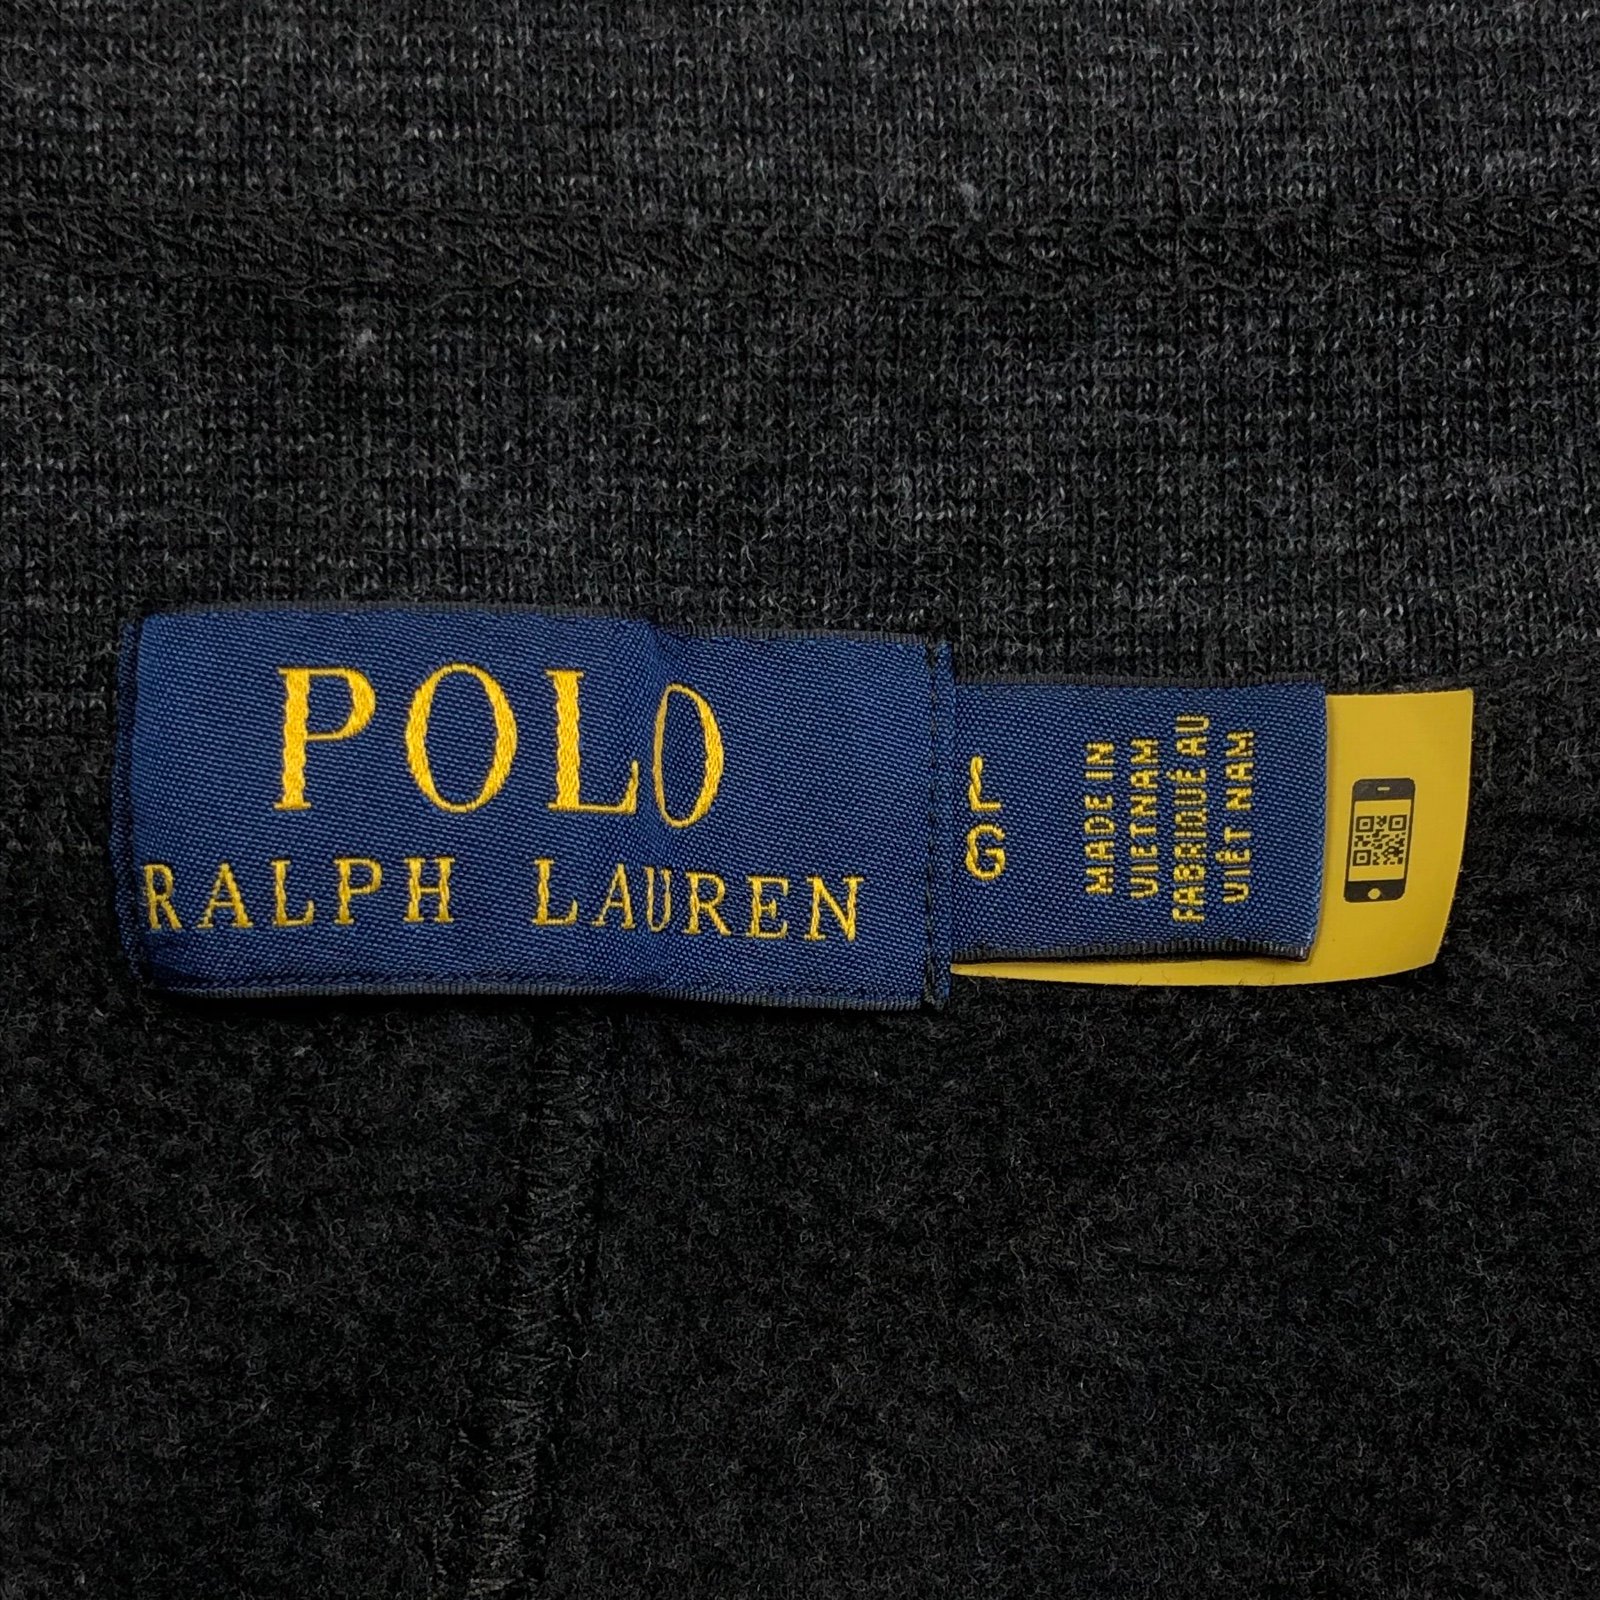 POLO
RALPH LAUREN
L
G
MADE IN
VIETNAM
FABRIQUÉ AU
VIÊT NAM